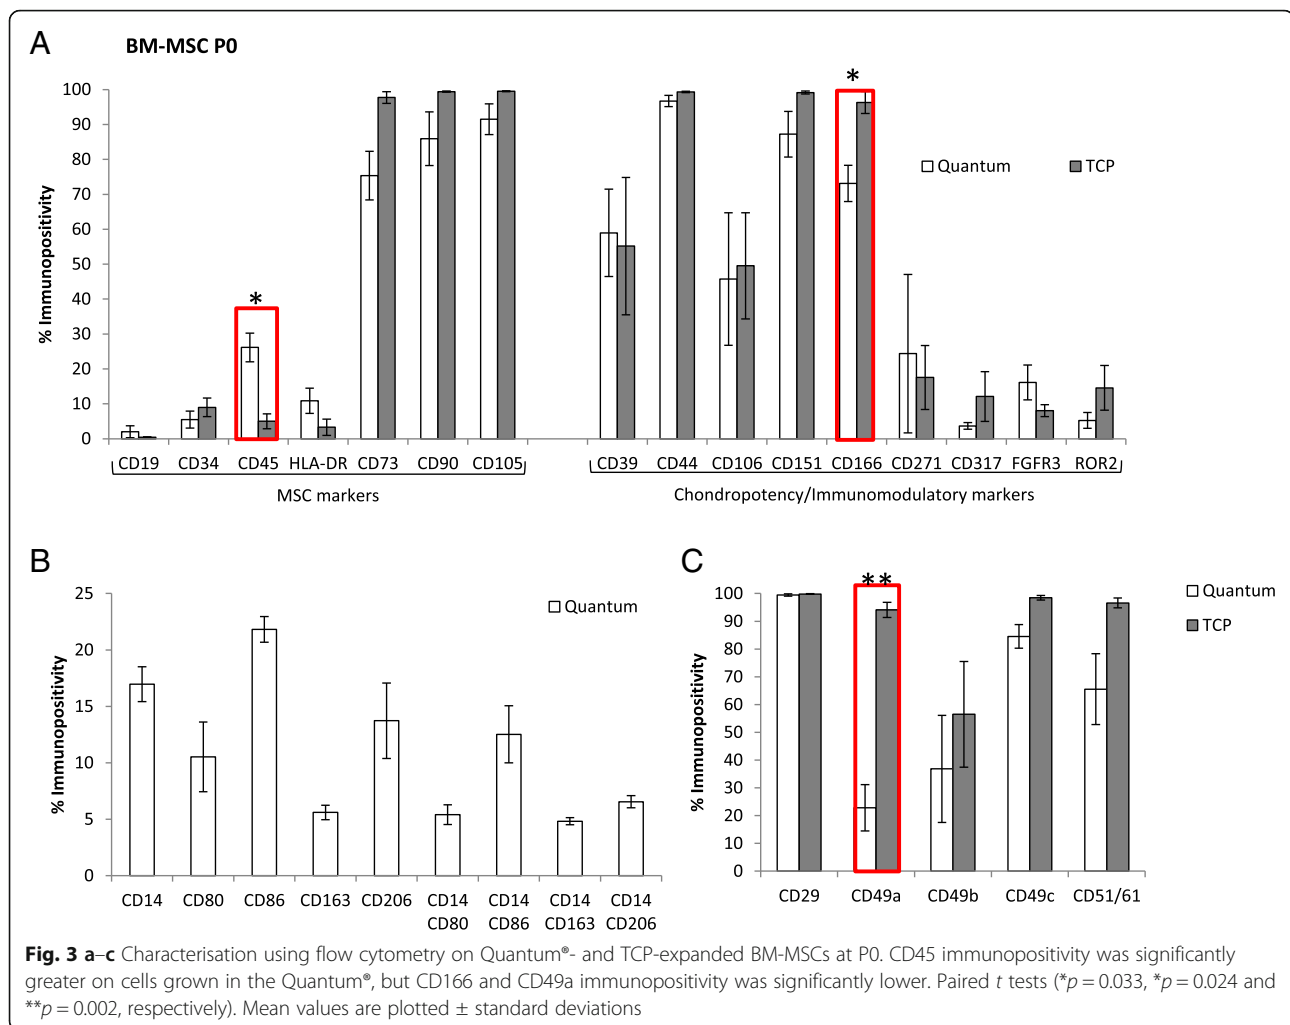 A
BM-MSC P0
% Immunopositivity
100
90
80
70
60
50
40
30
20
10
0
*
*
Quantum
TCP
CD19 CD34 CD45 HLA-DR CD73 CD90 CD105
CD39 CD44 CD106 CD151 CD166 CD271 CD317 FGFR3 ROR2
MSC markers
Chondropotency/Immunomodulatory markers
B
% Immunopositivity
25
20
15
10
5
0
Quantum
CD14 CD80 CD86 CD163 CD206 CD14 CD14 CD14 CD14
CD80 CD86 CD163 CD206
C
% Immunopositivity
100
90
80
70
60
50
40
30
20
10
0
**
Quantum
TCP
CD29 CD49a CD49b CD49c CD51/61
Fig. 3 a–c Characterisation using flow cytometry on Quantum®- and TCP-expanded BM-MSCs at P0. CD45 immunopositivity was significantly
greater on cells grown in the Quantum®, but CD166 and CD49a immunopositivity was significantly lower. Paired t tests (*p = 0.033, *p = 0.024 and
**p = 0.002, respectively). Mean values are plotted ± standard deviations